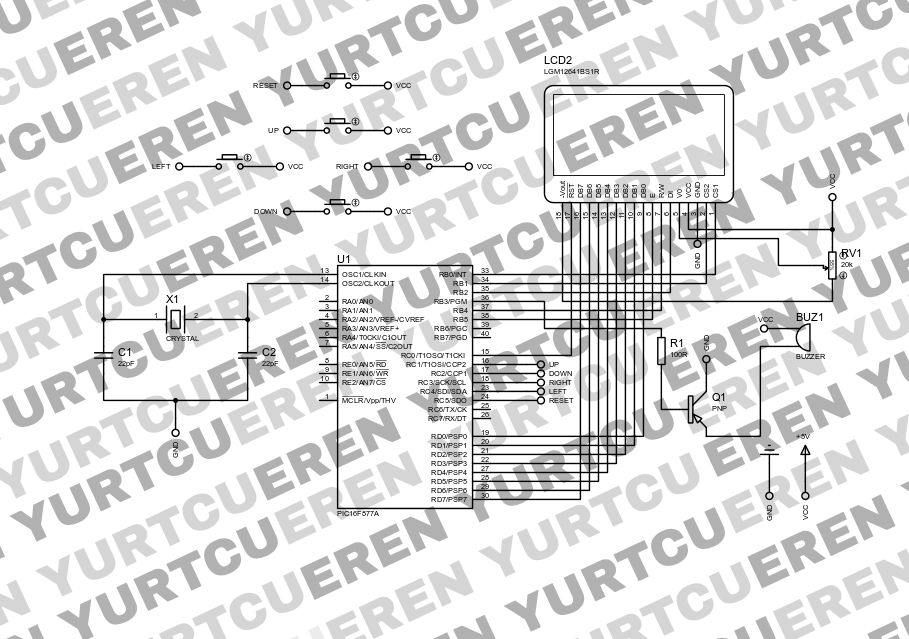 EREN YURTCU
LCD2
LGM12641BS1R
RESET
VCC
UP
VCC
LEFT
VCC
RIGHT
VCC
DOWN
VCC
-Vout
RST
DB7
DB6
DB5
DB4
DB3
DB2
DB1
DB0
E
R/W
DI
V0
VCC
GND
CS2
CS1
18
17
16
15
14
13
12
11
10
9
8
7
6
5
4
3
2
1
VCC
GND
RV1
20k
U1
13 OSC1/CLKIN
14 OSC2/CLKOUT
2 RA0/AN0
3 RA1/AN1
4 RA2/AN2/VREF-/CVREF
5 RA3/AN3/VREF+
6 RA4/T0CKI/C1OUT
7 RA5/AN4/SS/C2OUT
8 RE0/AN5/RD
9 RE1/AN6/WR
10 RE2/AN7/CS
1 MCLR/Vpp/THV
RB0/INT 33
RB1 34
RB2 35
RB3/PGM 36
RB4 37
RB5 38
RB6/PGC 39
RB7/PGD 40
RC0/T1OSO/T1CKI 15
RC1/T1OSI/CCP2 16
RC2/CCP1 17
RC3/SCK/SCL 18
RC4/SDI/SDA 23
RC5/SDO 24
RC6/TX/CK 25
RC7/RX/DT 26
RD0/PSP0 19
RD1/PSP1 20
RD2/PSP2 21
RD3/PSP3 22
RD4/PSP4 27
RD5/PSP5 28
RD6/PSP6 29
RD7/PSP7 30
PIC16F877A
UP
DOWN
RIGHT
LEFT
RESET
X1
1
2
CRYSTAL
C1
22pF
C2
22pF
GND
R1
100R
GND
Q1
PNP
VCC
BUZ1
BUZZER
+5V
GND
VCC